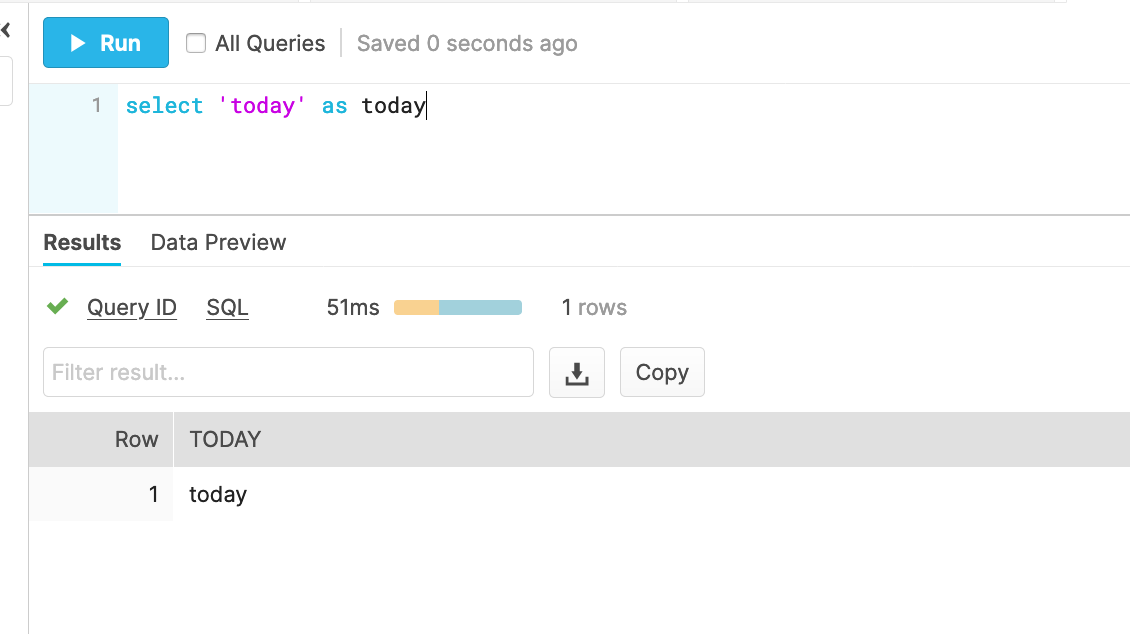 Run All Queries Saved 0 seconds ago
1 select 'today' as today
Results Data Preview
Query ID SQL 51ms 1 rows
Filter result... Copy
Row TODAY
1 today